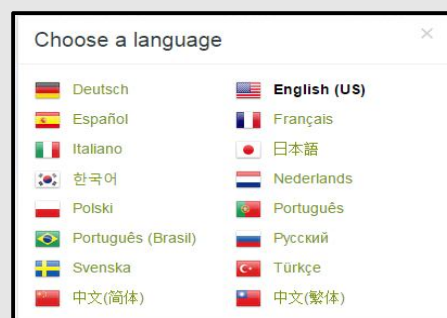 Choose a language
Deutsch English (US)
Español Français
Italiano 日本語
한국어 Nederlands
Polski Português
Português (Brasil) Русский
Svenska Türkçe
中文(简体) 中文(繁体)